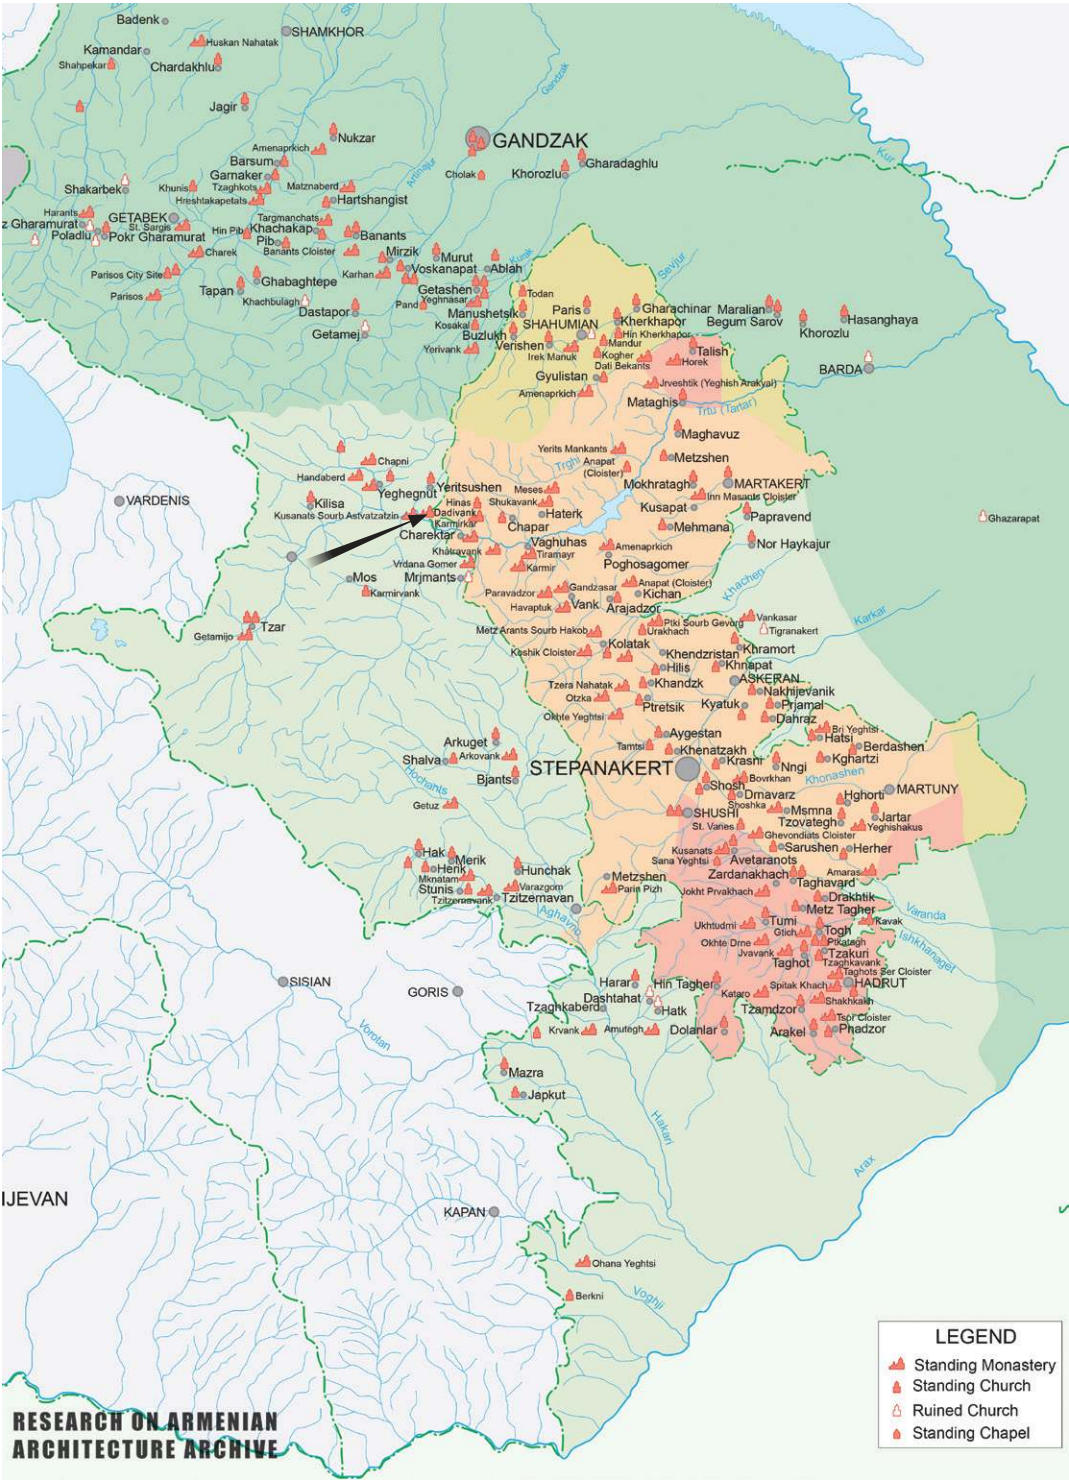 Badenk
SHAMKHOR
Huskan Nahatak
Kamandar
Shahpekar
Chardakhlu
Gandzak
Jagir
Nukzar
GANDZAK
Amenaprkich
Barsum
Gharadaghlu
Kur
Garnaker
Cholak
Khorozlu
Artinajur
Shakarbek
Khunis
Tzaghkots
Matznaberd
Hreshtakapetals
Hartshangist
Harants
GETABEK
Targmanchats
z Gharamurat
St. Sargis
Hin Pib
Khachakap
Poladlu
Pokr Gharamurat
Pib
Banants
Charek
Banants Cloister
Mirzik
Murut
Kurak
Sevjur
Parisos City Site
Karhan
Voskanapat
Ablah
Ghabaghtepe
Getashen
Todan
Tapan
Parisos
Khachbulagh
Pand
Yeghnasar
Paris
Gharachinar
Maralian
Dastapor
Manushetsik
Kherkhapor
Begum Sarov
Hasanghaya
Kosakal
SHAHUMIAN
Hin Kherkhapor
Khorozlu
Getamej
Buzlukh
Verishen
Mandur
Yerivank
Irek Manuk
Kogher
Talish
Dati Bekants
Horek
BARDA
Gyulistan
Jrveshtik (Yeghish Arakyal)
Amenaprkich
Mataghis
Trtu (Tartar)
Maghavuz
Yerits Mankants
Chapni
Trghi
Anapat
(Cloister)
Metzshen
Handaberd
Yeghegnut
Yeritsushen
Meses
Mokhratagh
MARTAKERT
VARDENIS
Kilisa
Hinas
Shukavank
Inn Masants Cloister
Kusanats Sourb Astvatzatzin
Dadivank
Haterk
Kusapat
Papravend
Ghazarapat
Karmirkar
Chapar
Mehmana
Charektar
Vaghuhas
Nor Haykajur
Khatravank
Tiramayr
Amenaprkich
Vrdana Gomer
Karmir
Poghosagomer
Mos
Mrjmants
Khachen
Karmirvank
Paravadzor
Gandzasar
Anapat (Cloister)
Kichan
Havaptuk
Vank
Arajadzor
Karkar
Vankasar
Getamijo
Tzar
Metz Arants Sourb Hakob
Ptki Sourb Gevorg
Urakhach
Tigranakert
Kolatak
Khramort
Koshik Cloister
Khendzristan
Hilis
Khnapat
Tzera Nahatak
Khandzk
ASKERAN
Otzka
Nakhijevanik
Ptretsik
Kyatuk
Prjamal
Okhte Yeghtsi
Dahraz
Bri Yeghtsi
Arkuget
Aygestan
Hatsi
Tamtsi
Khenatzakh
Berdashen
Shalva
Arkovank
Krasni
Kghartzi
STEPANAKERT
Nngi
Bjants
Bovrkhan
Khonashen
Hochants
Shosh
MARTUNY
Drnavarz
Hghorti
Getuz
Shoshka
Msmna
SHUSHI
Jartar
St. Vanes
Tzovategh
Yeghishakus
Ghevondiats Cloister
Hak
Kusanats
Sarushen
Herher
Merik
Sana Yeghtsi
Avetaranots
Herik
Hunchak
Zardanakhach
Amaras
Mknatam
Metzshen
Taghavard
Stunis
Varazgom
Parin Pizh
Jokht Prvakhach
Tzitzernavank
Tzitzernavan
Drakhtik
Metz Tagher
Varanda
Aghavno
Ukhtudmi
Tumi
Kavak
Gtich
Togh
Okhte Drne
Ptkatagh
Ishkhanaget
Jvavank
Tzakuri
Taghot
Tzaghkavank
Taghots Ser Cloister
SISIAN
GORIS
Harar
Hin Tagher
Spitak Khach
HADRUT
Dashtahat
Kataro
Shakhkakh
Tzaghkaberd
Hatk
Tzamdzor
Vorotan
Tsor Cloister
Krvank
Amutegh
Dolanlar
Arakel
Phadzor
Mazra
Japkut
Hakari
Arax
IJEVAN
KAPAN
Ohana Yeghtsi
Berkni
Voghji
LEGEND
Standing Monastery
Standing Church
Ruined Church
Standing Chapel
RESEARCH ON ARMENIAN
ARCHITECTURE ARCHIVE